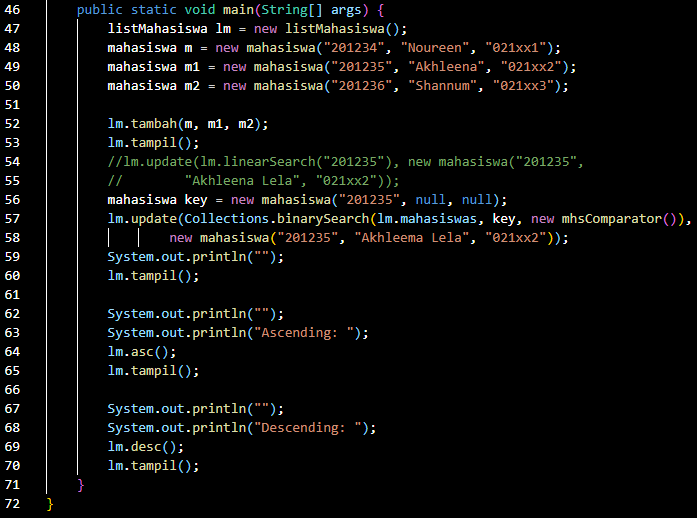 46 public static void main(String[] args) {
47 listMahasiswa lm = new listMahasiswa();
48 mahasiswa m = new mahasiswa("201234", "Noureen", "021xx1");
49 mahasiswa m1 = new mahasiswa("201235", "Akhleena", "021xx2");
50 mahasiswa m2 = new mahasiswa("201236", "Shannum", "021xx3");
51
52 lm.tambah(m, m1, m2);
53 lm.tampil();
54 //lm.update(lm.linearSearch("201235"), new mahasiswa("201235",
55 // "Akhleena Lela", "021xx2"));
56 mahasiswa key = new mahasiswa("201235", null, null);
57 lm.update(Collections.binarySearch(lm.mahasiswas, key, new mhsComparator()),
58 new mahasiswa("201235", "Akhleema Lela", "021xx2"));
59 System.out.println("");
60 lm.tampil();
61
62 System.out.println("");
63 System.out.println("Ascending: ");
64 lm.asc();
65 lm.tampil();
66
67 System.out.println("");
68 System.out.println("Descending: ");
69 lm.desc();
70 lm.tampil();
71 }
72 }